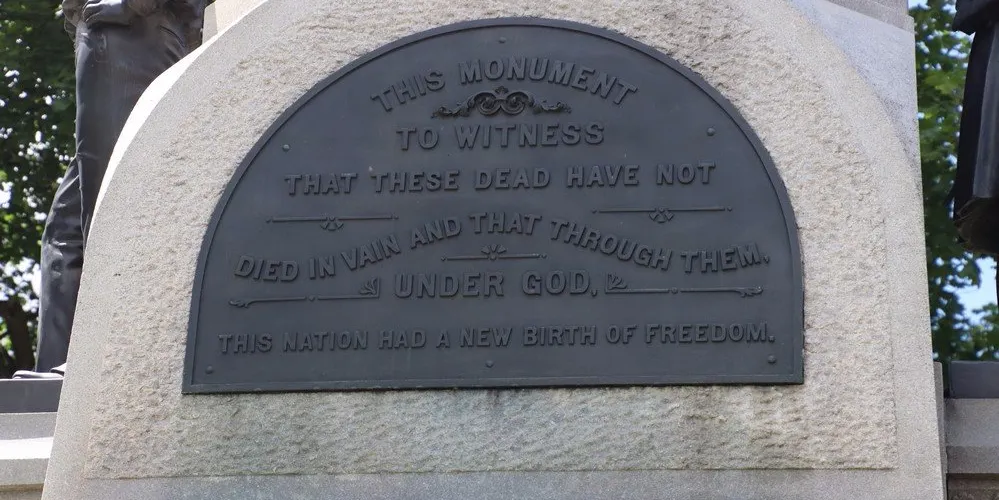 THIS MONUMENT
TO WITNESS
THAT THESE DEAD HAVE NOT
DIED IN VAIN AND THAT THROUGH THEM,
UNDER GOD,
THIS NATION HAD A NEW BIRTH OF FREEDOM.